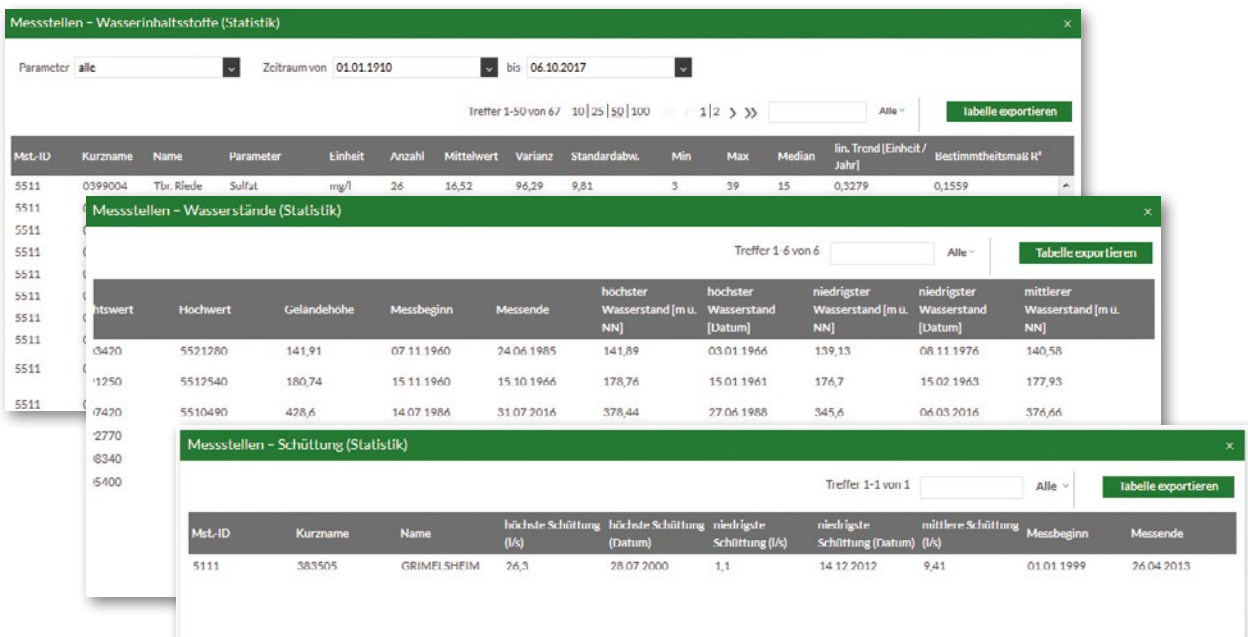 Messstellen – Wasserinhaltsstoffe (Statistik) ×
Parameter alle Zeitraum von 01.01.1910 bis 06.10.2017
Treffer 1-50 von 67 10|25|50|100 1|2 Alle Tabelle exportieren
lin. Trend [Einheit /
Mst.-ID Kurzname Name Parameter Einheit Anzahl Mittelwert Varianz Standardabw. Min Max Median Jahr] Bestimmtheitsmaß R²
5511 0399004 Tbr. Riede Sulfat mg/l 26 16,52 96,29 9,81 3 39 15 0,3279 0,1559
5511
5511
5511
5511
5511
5511
5511
5511
5511
Messstellen – Wasserstände (Statistik) ×
Treffer 1-6 von 6 Alle Tabelle exportieren
höchster höchster niedrigster niedrigster mittlerer
htswert Hochwert Geländehöhe Messbeginn Messende Wasserstand [m ü. Wasserstand Wasserstand [m ü. Wasserstand Wasserstand [m ü.
NN] [Datum] NN] [Datum] NN]
3420 5521280 141,91 07.11.1960 24.06.1985 141,89 03.01.1966 139,13 08.11.1976 140,58
1250 5512540 180,74 15.11.1960 15.10.1966 178,76 15.01.1961 176,7 15.02.1963 177,93
7420 5510490 428,6 14.07.1986 31.07.2016 378,44 27.06.1988 345,6 06.03.2016 376,66
2770
8340
5400
Messstellen – Schüttung (Statistik) ×
Treffer 1-1 von 1 Alle Tabelle exportieren
höchste Schüttung höchste Schüttung niedrigste niedrigste mittlere Schüttung
Mst.-ID Kurzname Name (l/s) (Datum) Schüttung (l/s) Schüttung (Datum) (l/s) Messbeginn Messende
5111 383505 GRIMELSHEIM 26,3 28.07.2000 1,1 14.12.2012 9,41 01.01.1999 26.04.2013